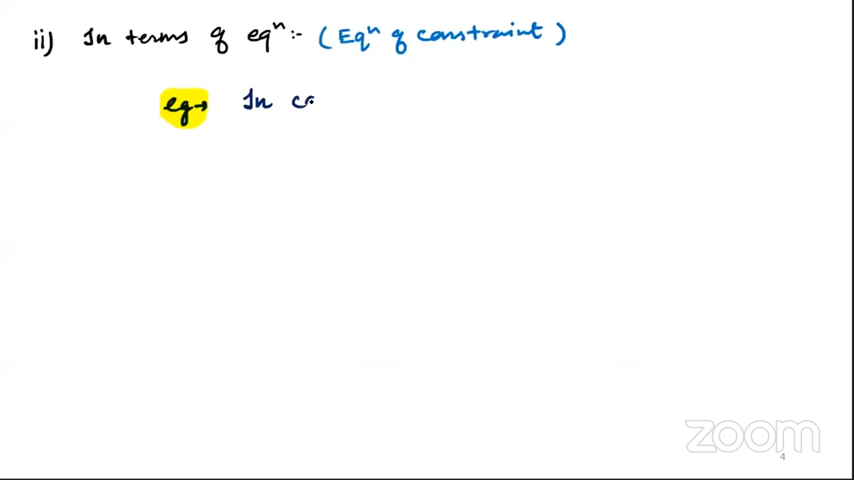 ii) In terms of eqⁿ :- (Eqⁿ of constraint)
eg→ In
zoom
4